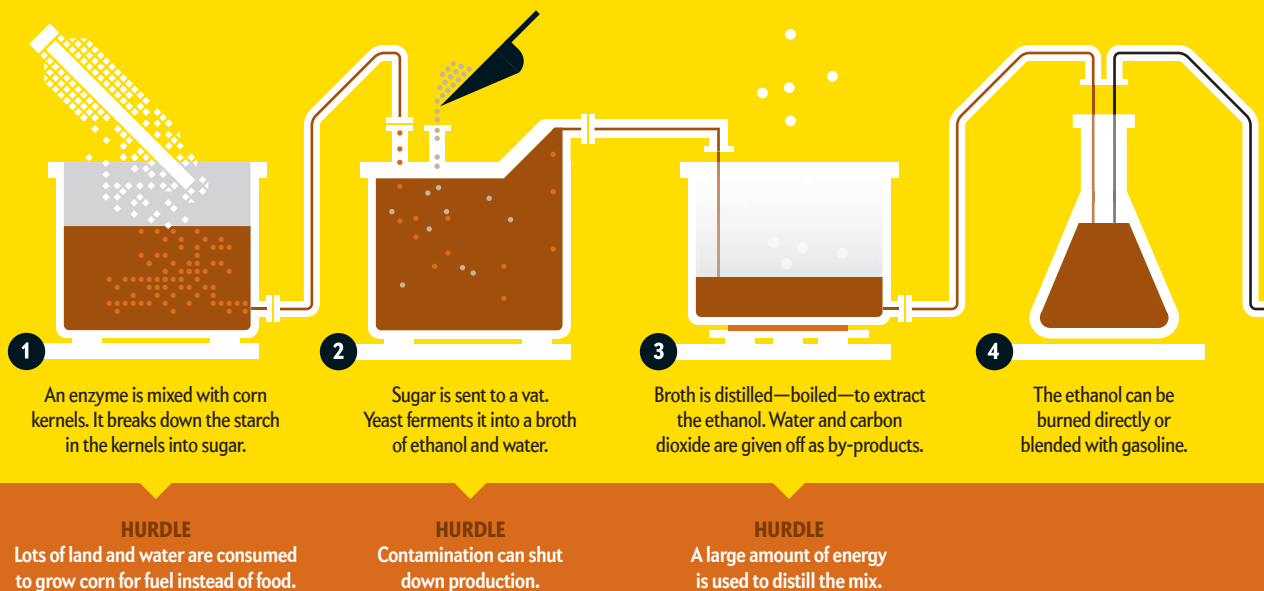 1
An enzyme is mixed with corn
kernels. It breaks down the starch
in the kernels into sugar.
2
Sugar is sent to a vat.
Yeast ferments it into a broth
of ethanol and water.
3
Broth is distilled—boiled—to extract
the ethanol. Water and carbon
dioxide are given off as by-products.
4
The ethanol can be
burned directly or
blended with gasoline.
HURDLE
Lots of land and water are consumed
to grow corn for fuel instead of food.
HURDLE
Contamination can shut
down production.
HURDLE
A large amount of energy
is used to distill the mix.